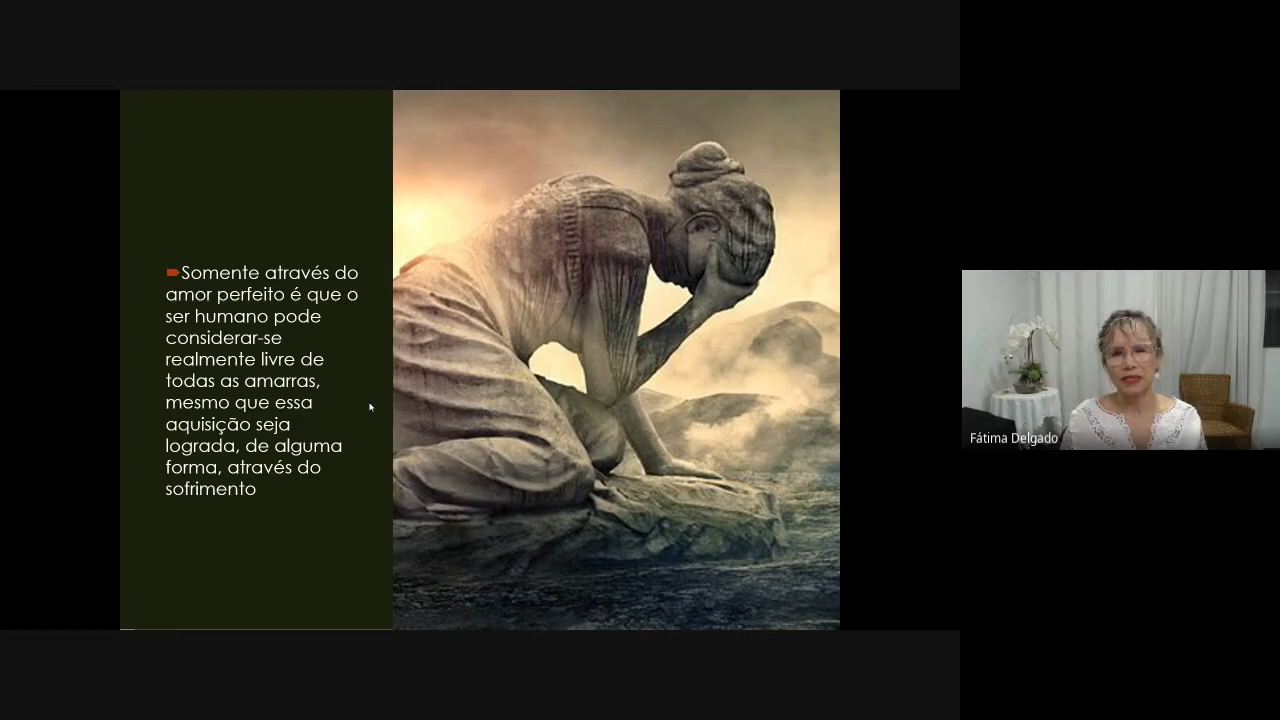 Somente através do
amor perfeito é que o
ser humano pode
considerar-se
realmente livre de
todas as amarras,
mesmo que essa
aquisição seja
lograda, de alguma
forma, através do
sofrimento
Fátima Delgado